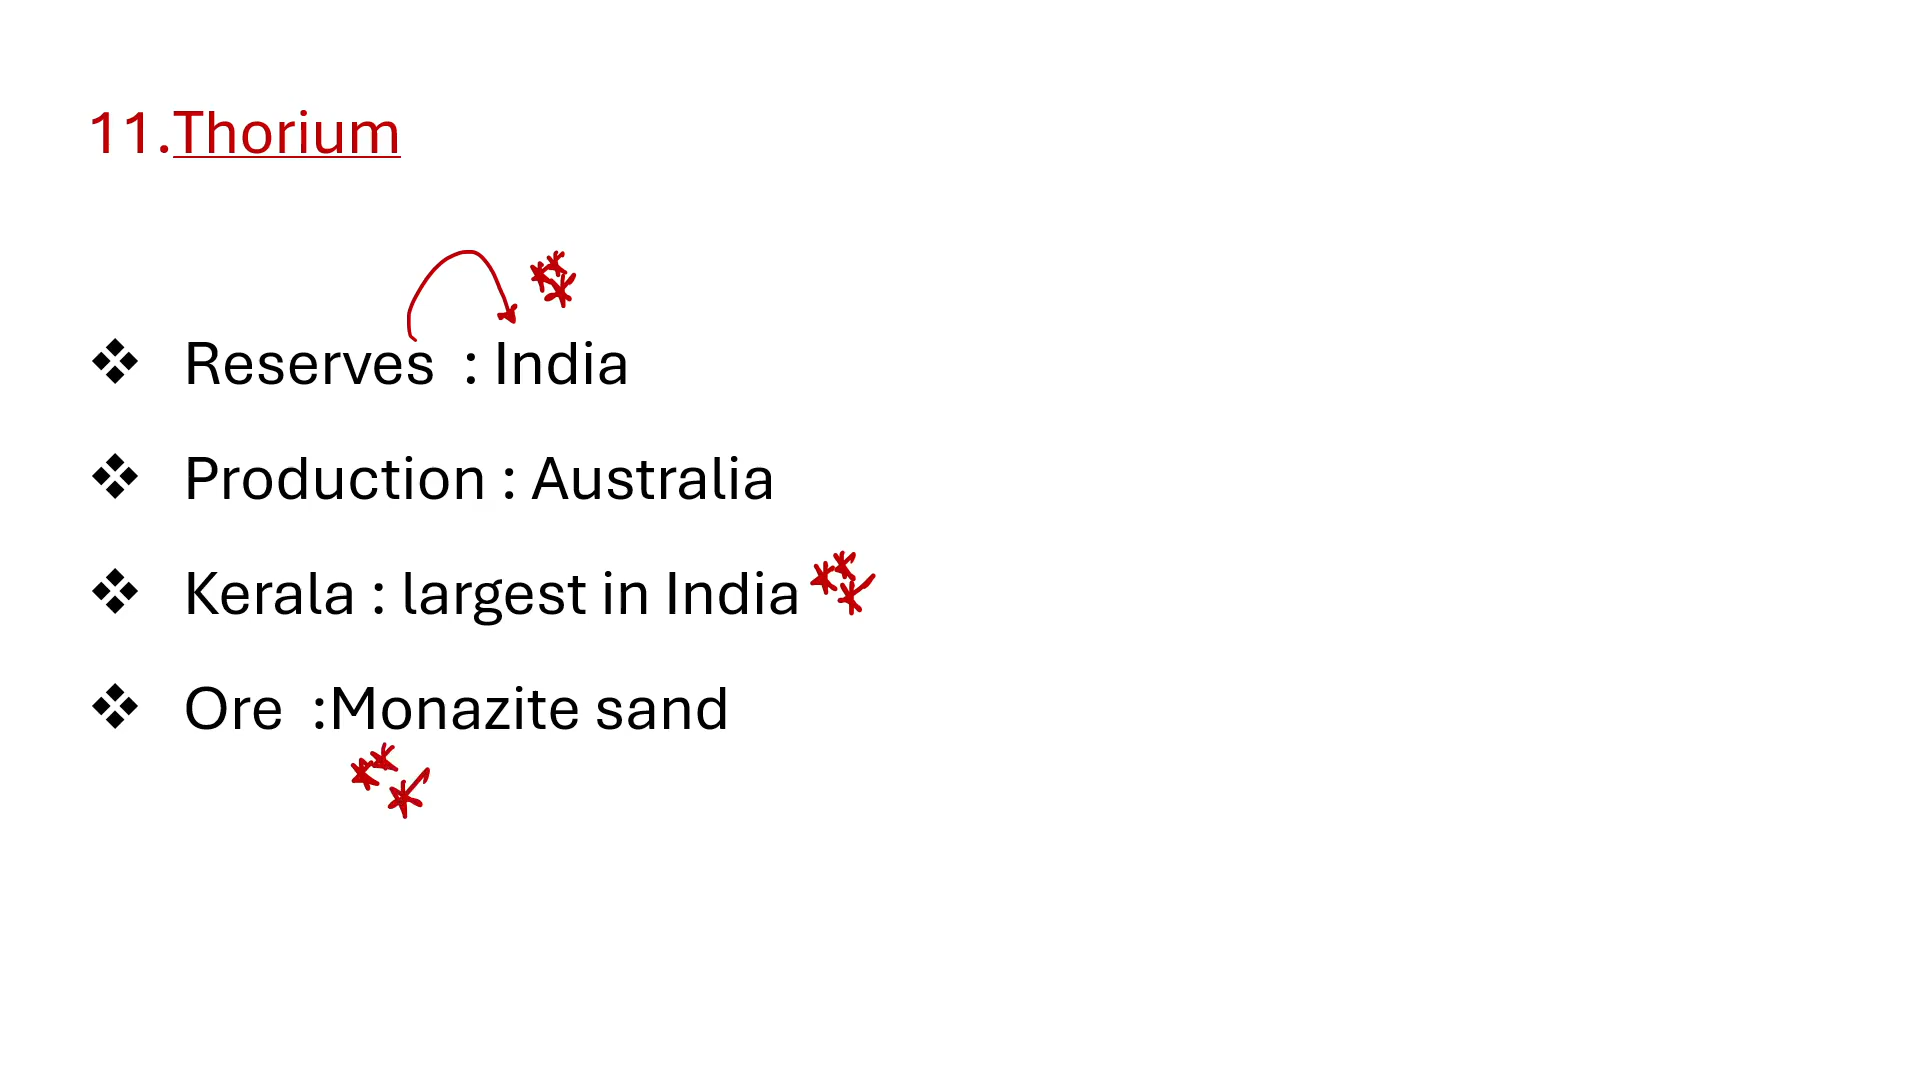 11.Thorium
❖ Reserves : India
❖ Production : Australia
❖ Kerala : largest in India
❖ Ore :Monazite sand